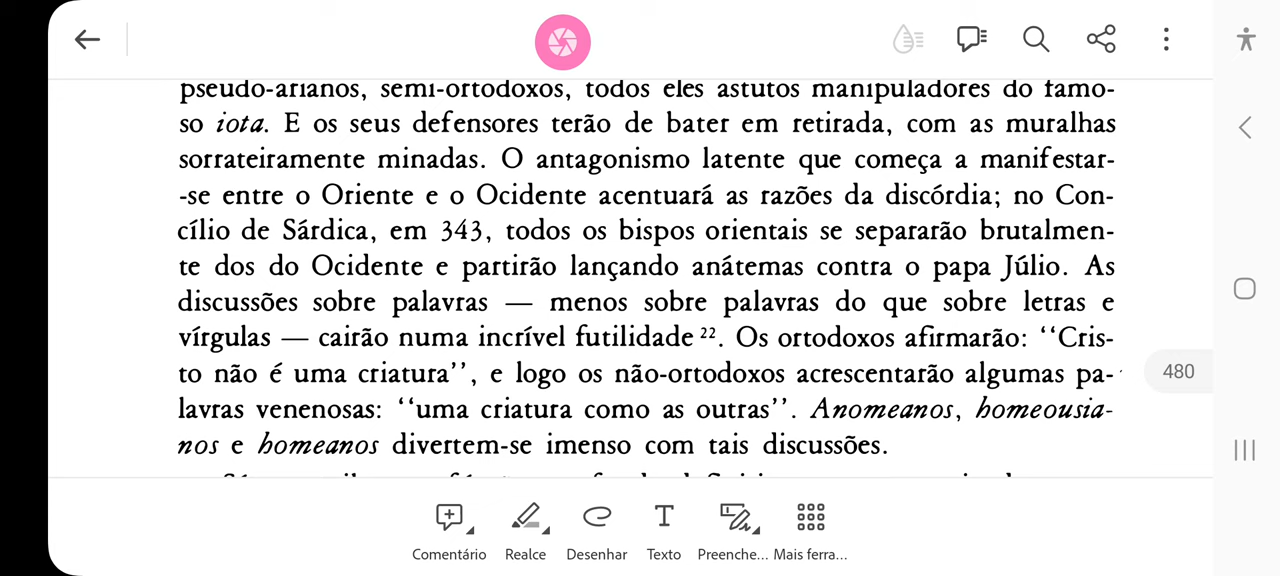 pseudo-arianos, semi-ortodoxos, todos eles astutos manipuladores do famo-
so iota. E os seus defensores terão de bater em retirada, com as muralhas
sorrateiramente minadas. O antagonismo latente que começa a manifestar-
-se entre o Oriente e o Ocidente acentuará as razões da discórdia; no Con-
cílio de Sárdica, em 343, todos os bispos orientais se separarão brutalmen-
te dos do Ocidente e partirão lançando anátemas contra o papa Júlio. As
discussões sobre palavras — menos sobre palavras do que sobre letras e
vírgulas — cairão numa incrível futilidade ²². Os ortodoxos afirmarão: ‘‘Cris-
to não é uma criatura’’, e logo os não-ortodoxos acrescentarão algumas pa-
lavras venenosas: ‘‘uma criatura como as outras’’. Anomeanos, homeousia-
nos e homeanos divertem-se imenso com tais discussões.
480
Comentário Realce Desenhar Texto Preenche... Mais ferra...